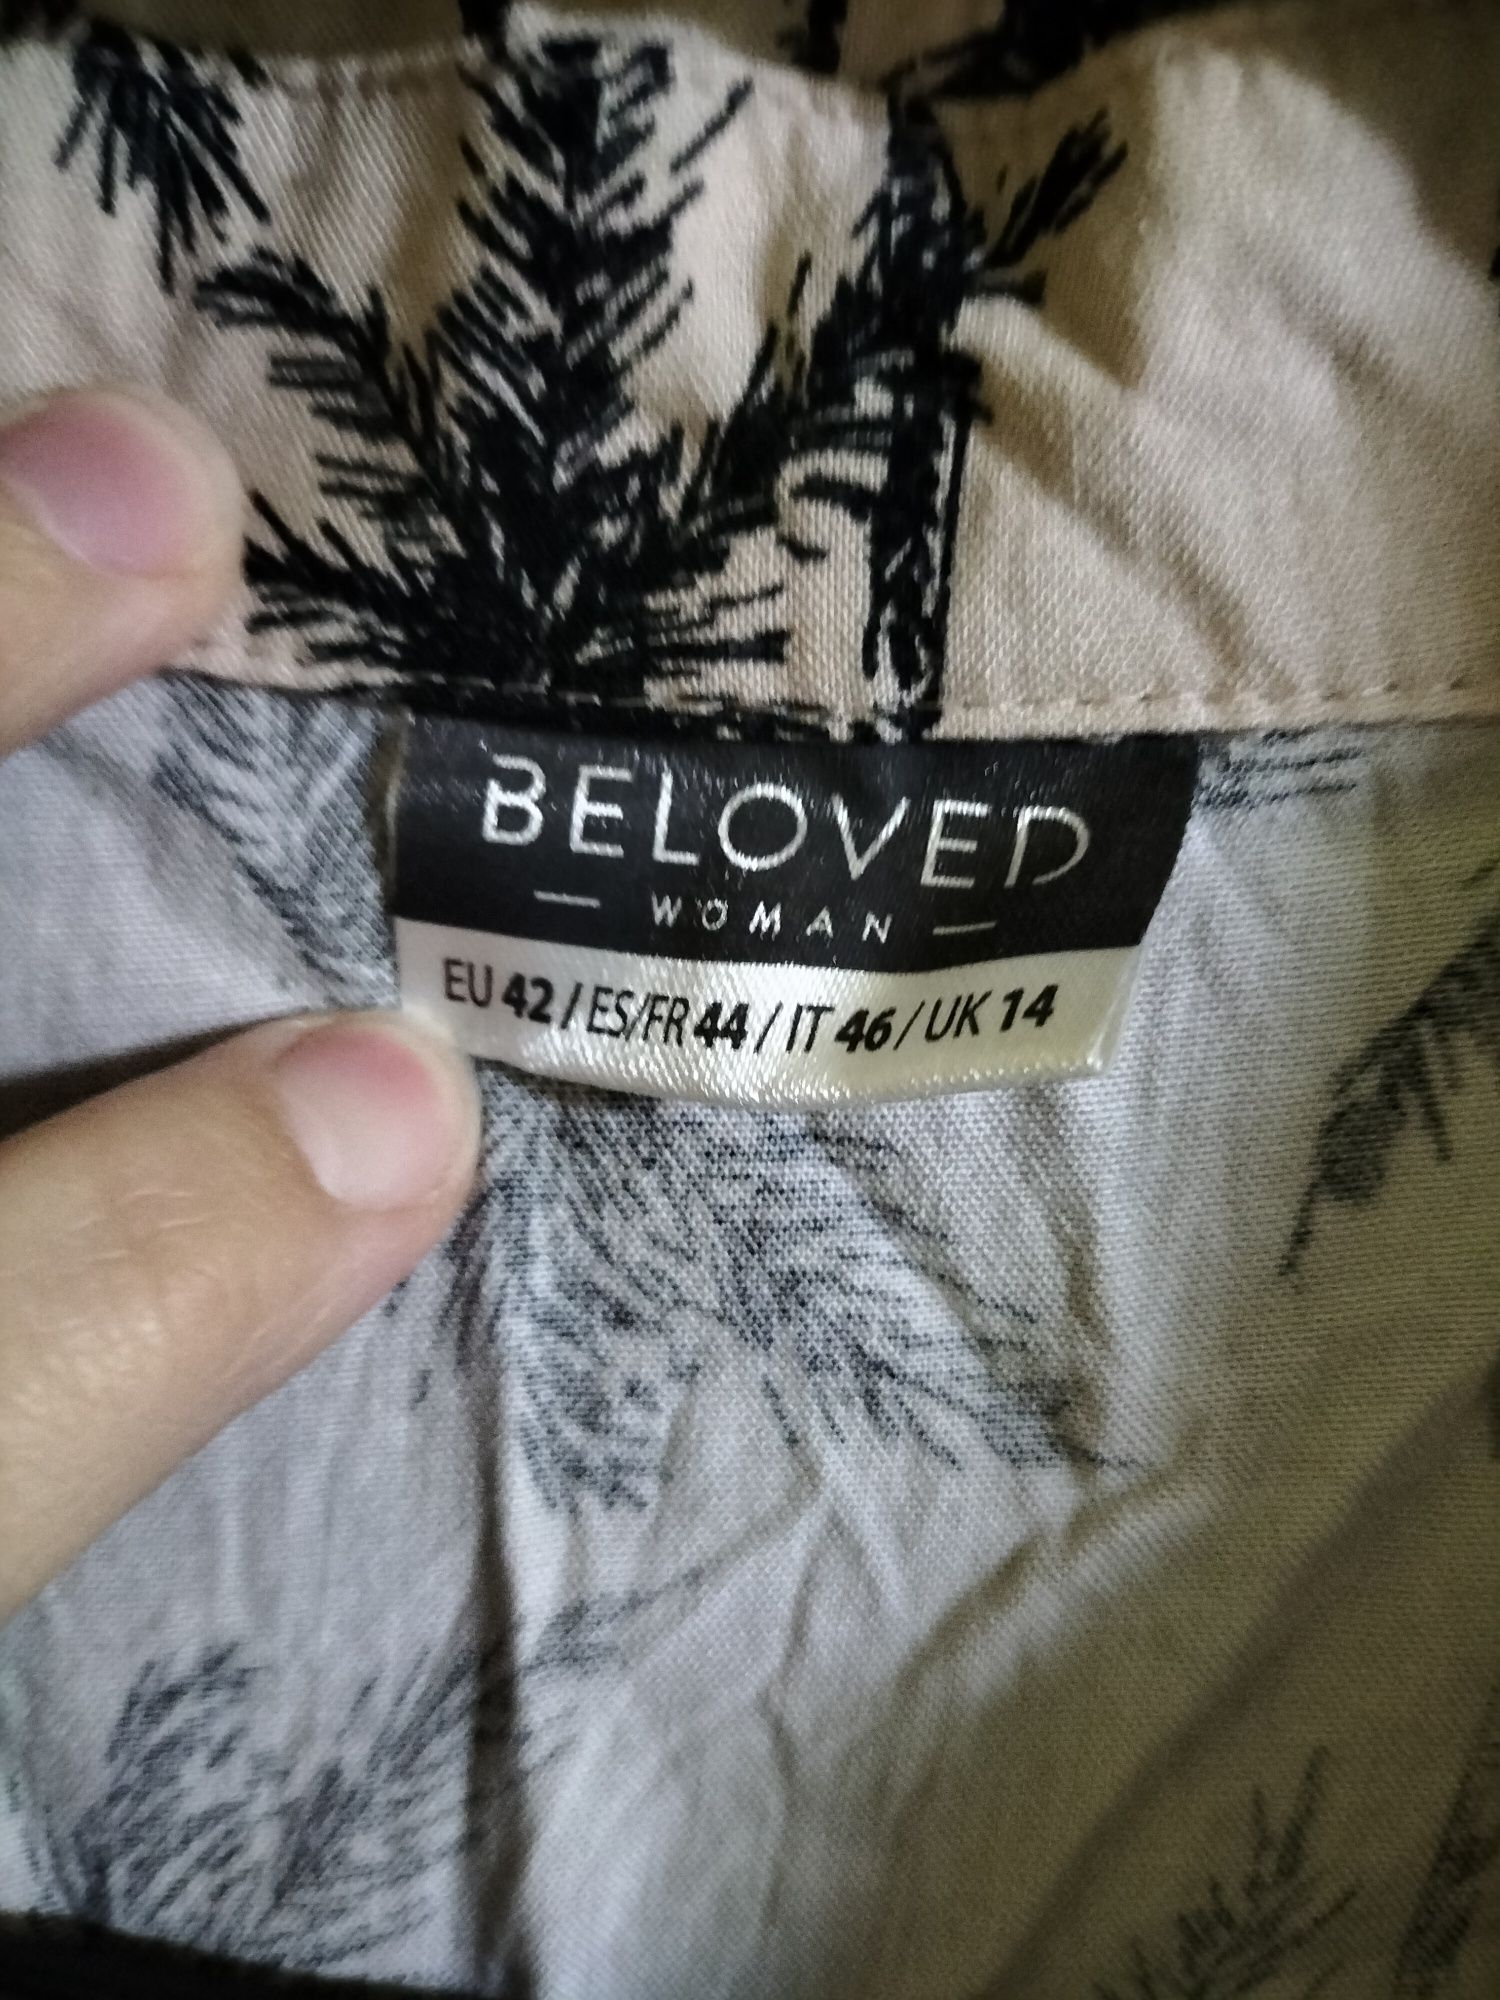 BELOVED
— WOMAN —
EU 42 / ES/FR 44 / IT 46 / UK 14